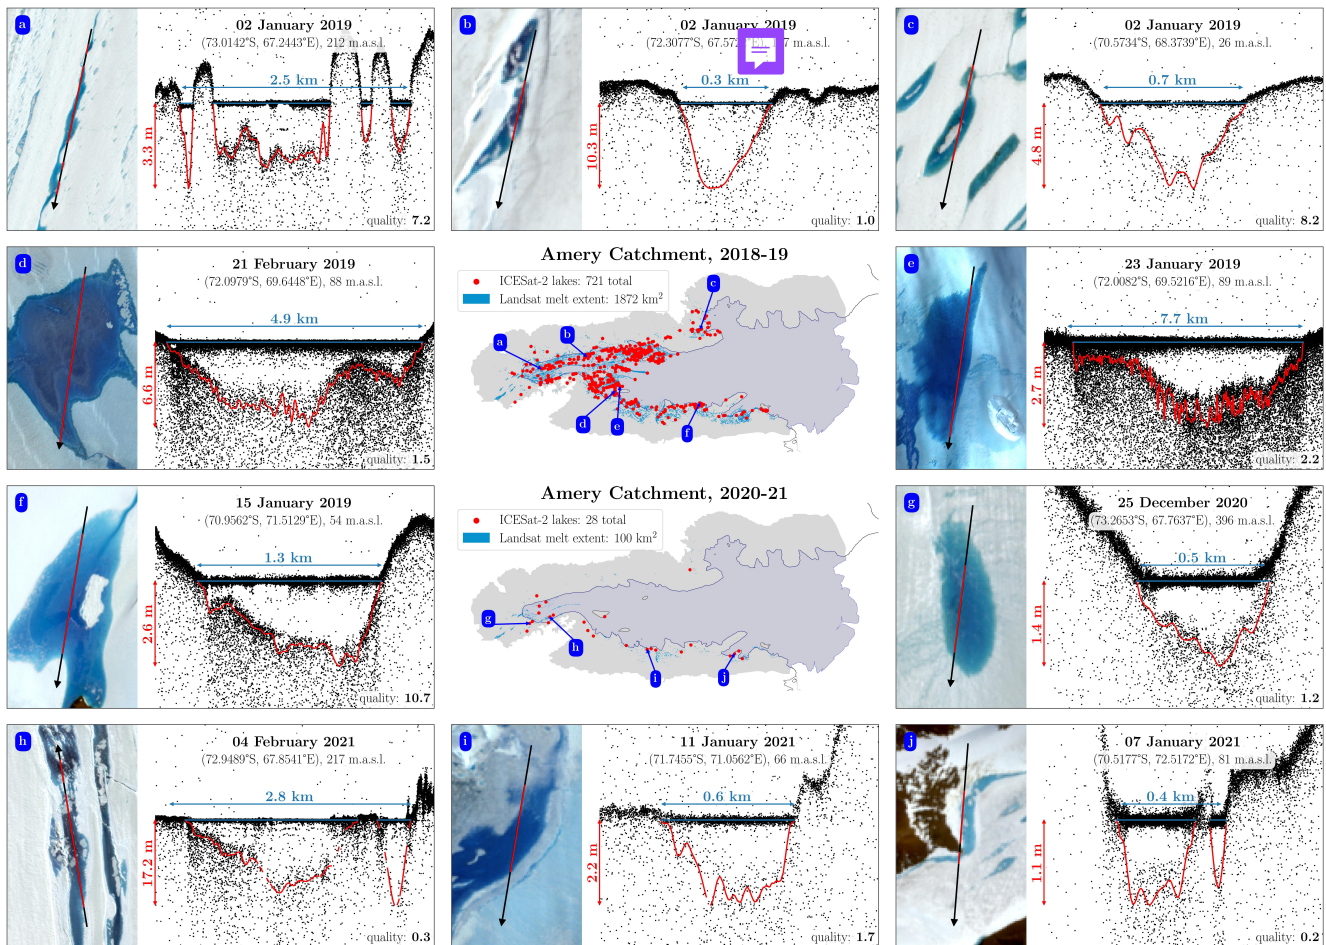 a
02 January 2019
(73.0142°S, 67.2443°E), 212 m.a.s.l.
2.5 km
3.3 m
quality: 7.2
b
02 January 2019
(72.3077°S, 7 m.a.s.l.
0.3 km
10.3 m
quality: 1.0
c
02 January 2019
(70.5734°S, 68.3739°E), 26 m.a.s.l.
0.7 km
4.8 m
quality: 8.2
d
21 February 2019
(72.0979°S, 69.6448°E), 88 m.a.s.l.
4.9 km
6.6 m
quality: 1.5
Amery Catchment, 2018-19
ICESat-2 lakes: 721 total
Landsat melt extent: 1872 km²
c
b
a
d
e
f
e
23 January 2019
(72.0082°S, 69.5216°E), 89 m.a.s.l.
7.7 km
2.7 m
quality: 2.2
f
15 January 2019
(70.9562°S, 71.5129°E), 54 m.a.s.l.
1.3 km
2.6 m
quality: 10.7
Amery Catchment, 2020-21
ICESat-2 lakes: 28 total
Landsat melt extent: 100 km²
g
h
i
j
g
25 December 2020
(73.2653°S, 67.7637°E), 396 m.a.s.l.
0.5 km
1.4 m
quality: 1.2
h
04 February 2021
(72.9489°S, 67.8541°E), 217 m.a.s.l.
2.8 km
17.2 m
quality: 0.3
i
11 January 2021
(71.7455°S, 71.0562°E), 66 m.a.s.l.
0.6 km
2.2 m
quality: 1.7
j
07 January 2021
(70.5177°S, 72.5172°E), 81 m.a.s.l.
0.4 km
1.1 m
quality: 0.2